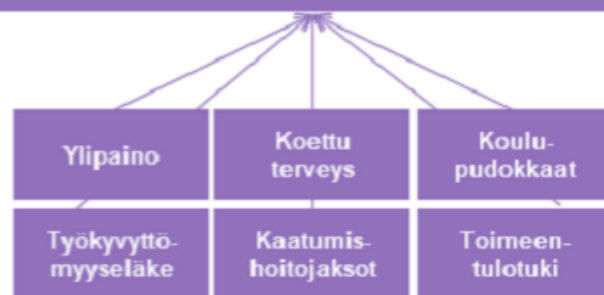 Ylipaino
Koettu
terveys
Koulu-
pudokkaat
Työkyvyttö-
myyseläke
Kaatumis-
hoitojaksot
Toimeen-
tulotuki